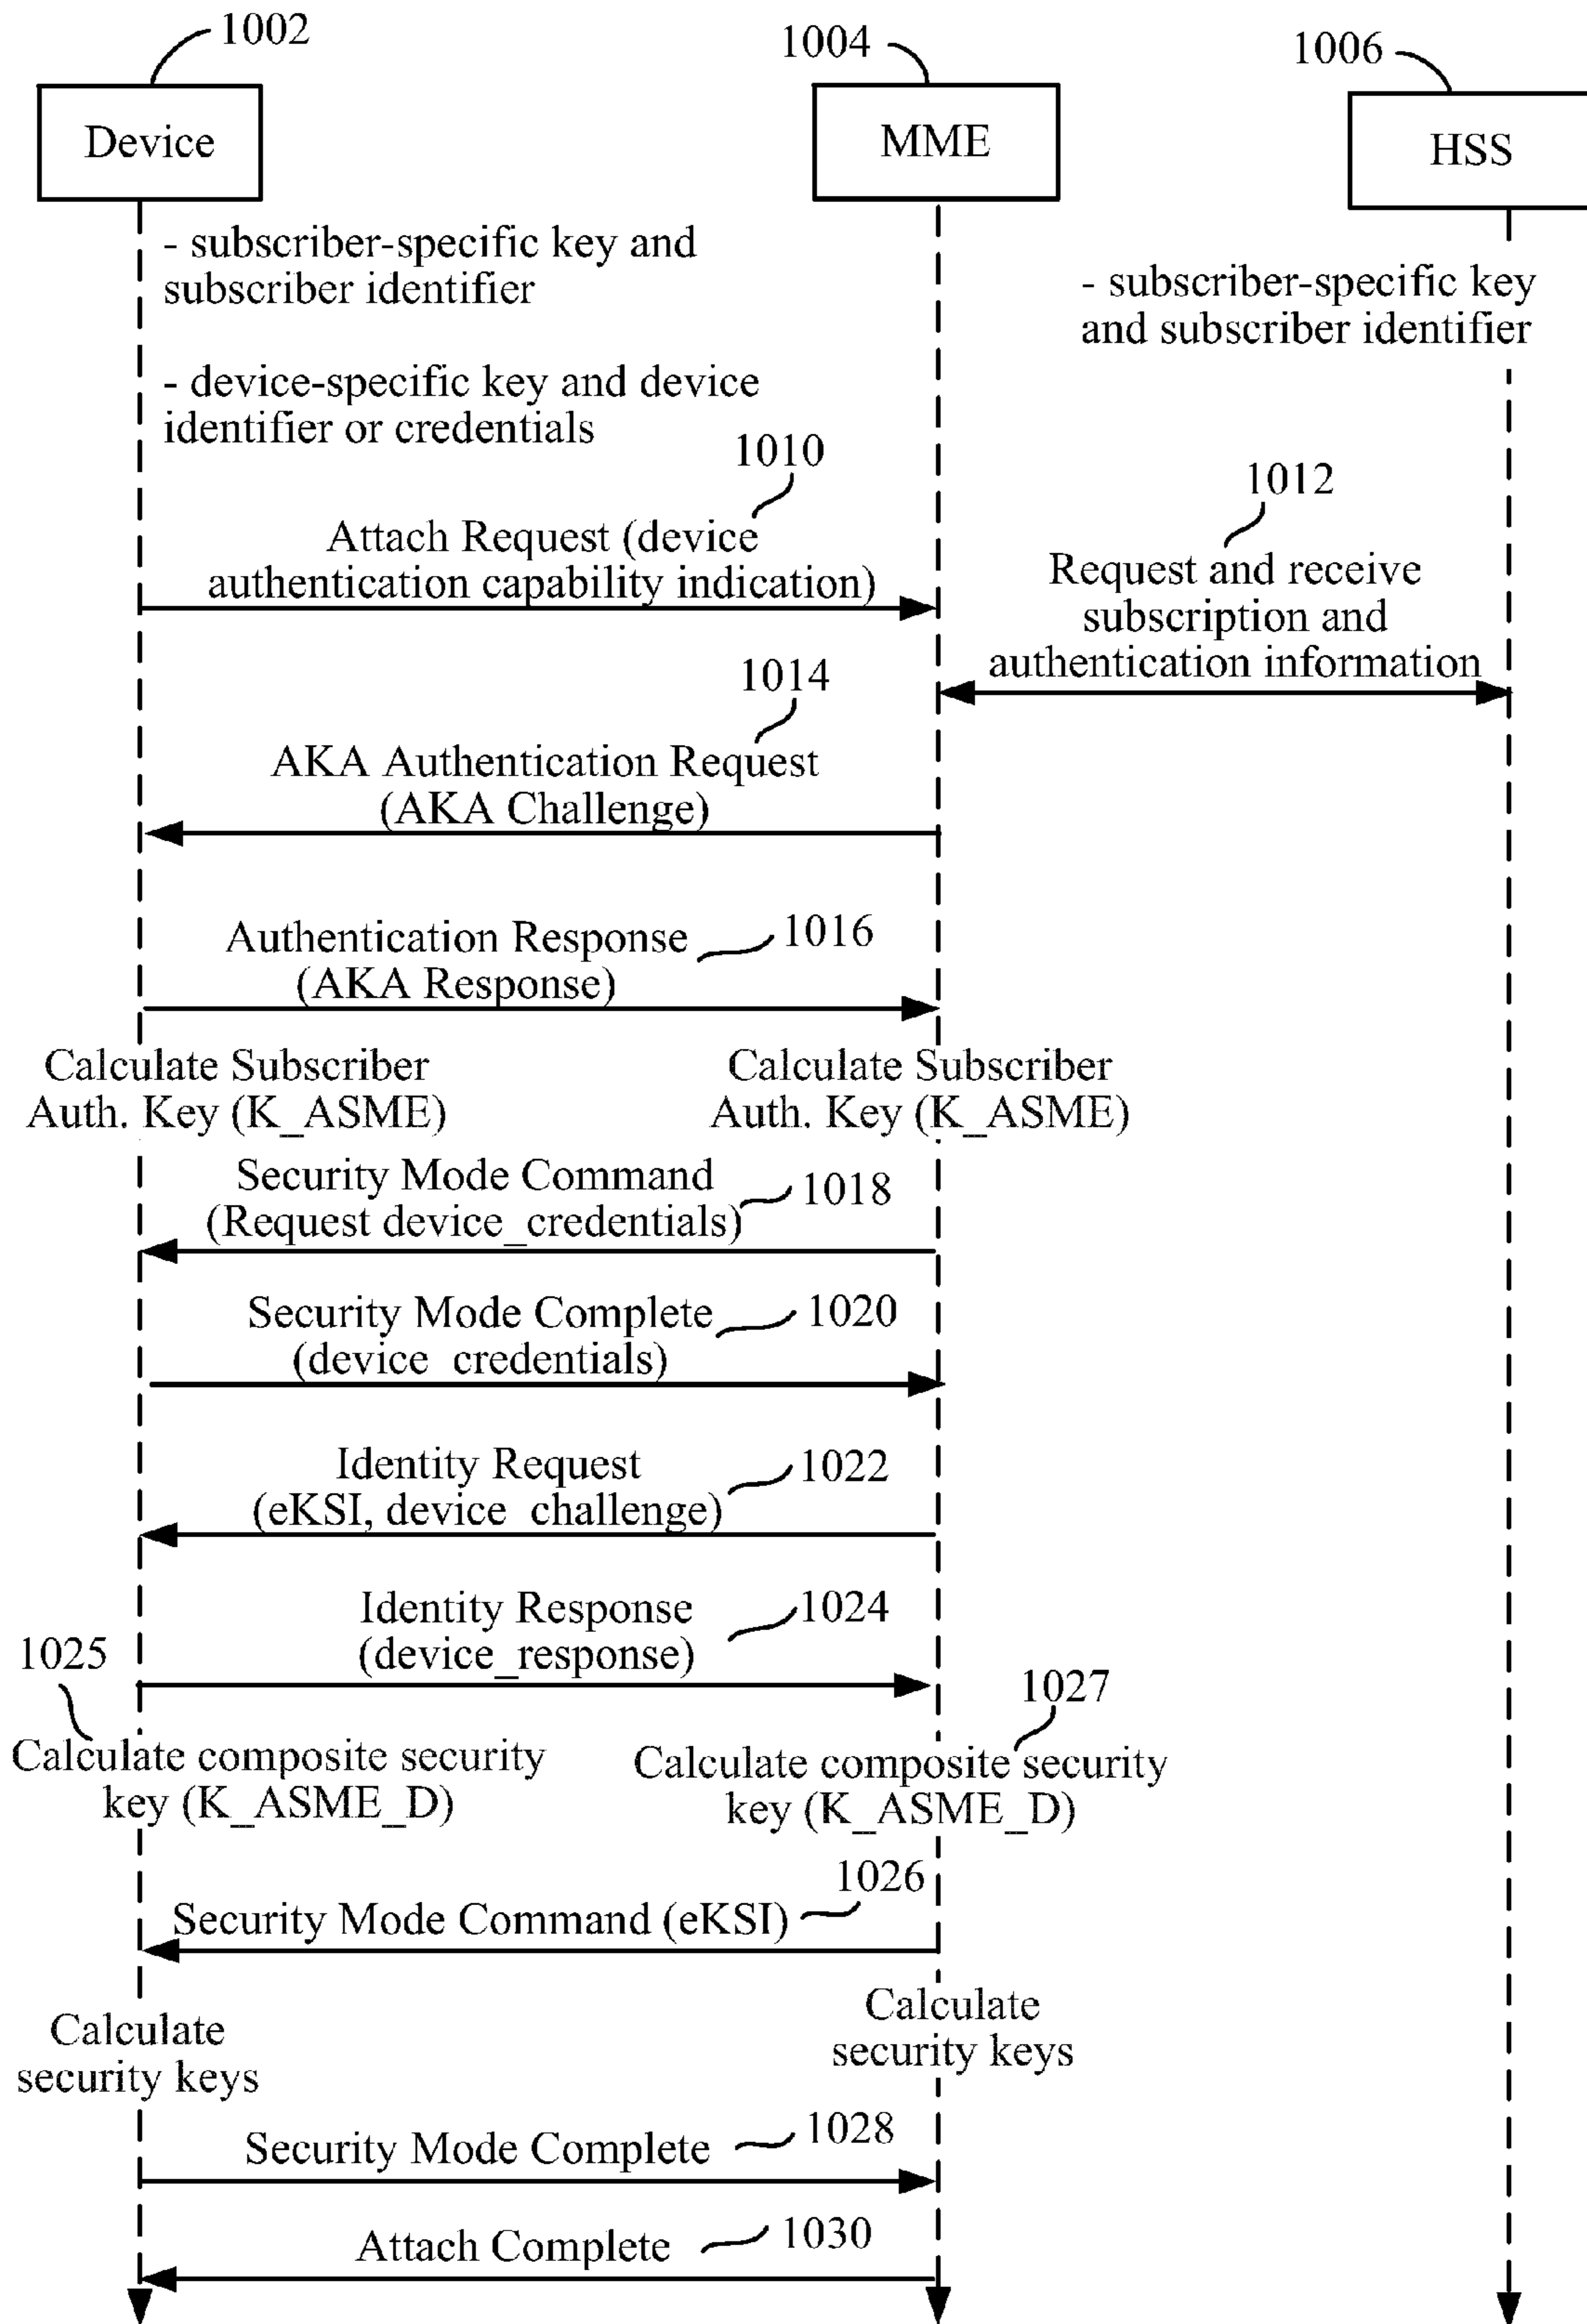 1002
1004
1006
Device
MME
HSS
- subscriber-specific key and
subscriber identifier
- subscriber-specific key
and subscriber identifier
- device-specific key and device
identifier or credentials
1010
Attach Request (device
authentication capability indication)
1012
Request and receive
subscription and
authentication information
1014
AKA Authentication Request
(AKA Challenge)
Authentication Response
(AKA Response)
1016
Calculate Subscriber
Auth. Key (K_ASME)
Calculate Subscriber
Auth. Key (K_ASME)
Security Mode Command
(Request device_credentials)
1018
Security Mode Complete
(device_credentials)
1020
Identity Request
(eKSI, device_challenge)
1022
Identity Response
(device_response)
1024
1025
Calculate composite security
key (K_ASME_D)
1027
Calculate composite security
key (K_ASME_D)
1026
Security Mode Command (eKSI)
Calculate
security keys
Calculate
security keys
Security Mode Complete
1028
Attach Complete
1030